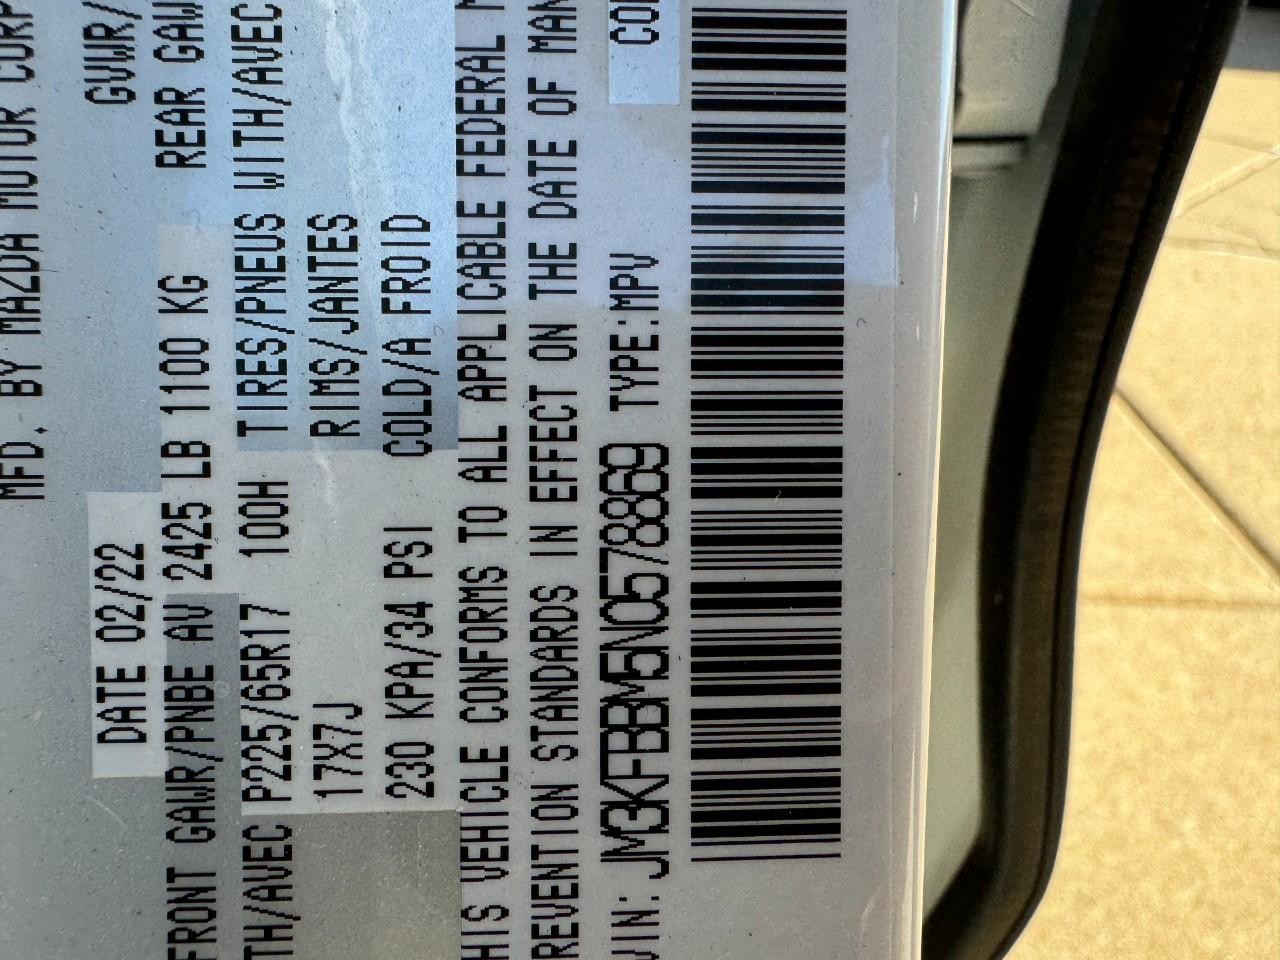 MFD. BY MAZDA MOTOR CORP
DATE 02/22 GVWR/
FRONT GAWR/PNBE AV 2425 LB 1100 KG REAR GAW
TH/AVEC P225/65R17 100H TIRES/PNEUS WITH/AVEC
17X7J RIMS/JANTES
230 KPA/34 PSI COLD/A FROID
HIS VEHICLE CONFORMS TO ALL APPLICABLE FEDERAL
REVENTION STANDARDS IN EFFECT ON THE DATE OF MAN
VIN: JM3KFBBM5N0578869 TYPE:MPV